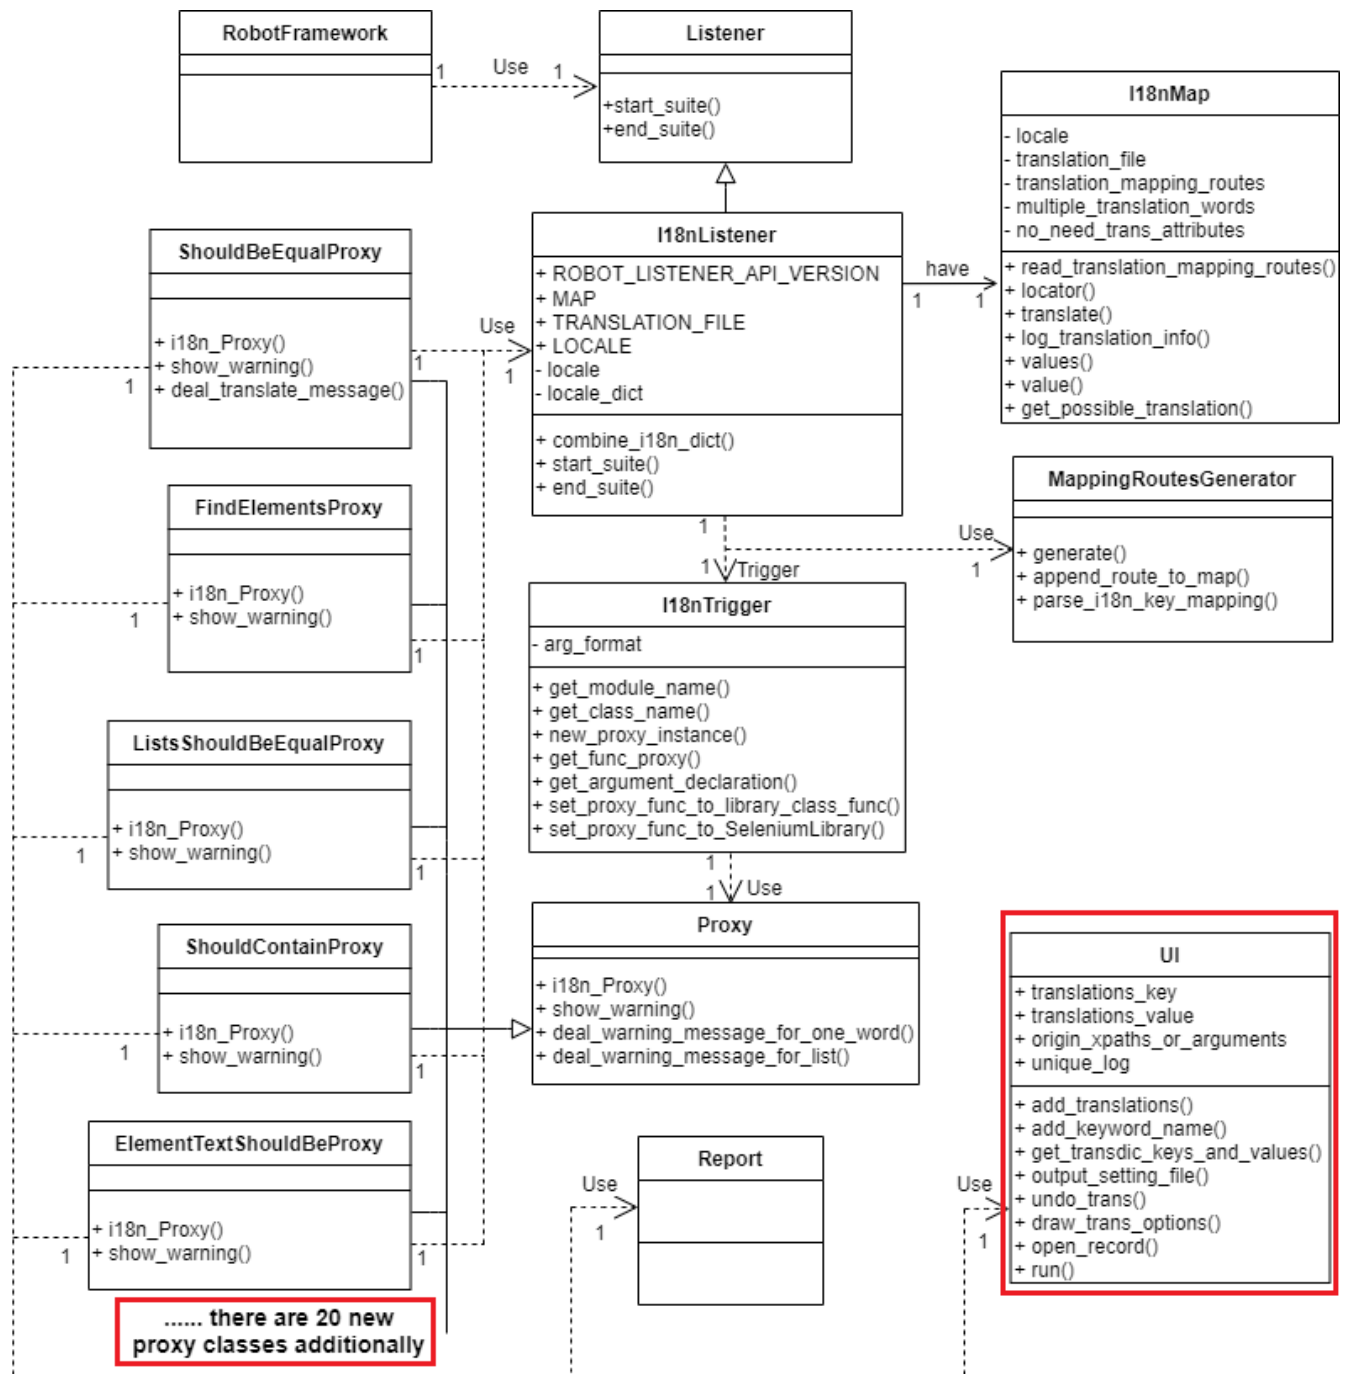 RobotFramework
1
Use
1
Listener
+start_suite()
+end_suite()
I18nMap
- locale
- translation_file
- translation_mapping_routes
- multiple_translation_words
- no_need_trans_attributes
+ read_translation_mapping_routes()
+ locator()
+ translate()
+ log_translation_info()
+ values()
+ value()
+ get_possible_translation()
I18nListener
+ ROBOT_LISTENER_API_VERSION
+ MAP
+ TRANSLATION_FILE
+ LOCALE
- locale
- locale_dict
+ combine_i18n_dict()
+ start_suite()
+ end_suite()
have
1
1
ShouldBeEqualProxy
+ i18n_Proxy()
+ show_warning()
+ deal_translate_message()
1
1
Use
1
FindElementsProxy
+ i18n_Proxy()
+ show_warning()
1
1
MappingRoutesGenerator
+ generate()
+ append_route_to_map()
+ parse_i18n_key_mapping()
1
Use
1
1
Trigger
I18nTrigger
- arg_format
+ get_module_name()
+ get_class_name()
+ new_proxy_instance()
+ get_func_proxy()
+ get_argument_declaration()
+ set_proxy_func_to_library_class_func()
+ set_proxy_func_to_SeleniumLibrary()
1
1
Use
ListsShouldBeEqualProxy
+ i18n_Proxy()
+ show_warning()
1
1
Proxy
+ i18n_Proxy()
+ show_warning()
+ deal_warning_message_for_one_word()
+ deal_warning_message_for_list()
ShouldContainProxy
+ i18n_Proxy()
+ show_warning()
1
1
ElementTextShouldBeProxy
+ i18n_Proxy()
+ show_warning()
1
1
...... there are 20 new
proxy classes additionally
Report
Use
1
UI
+ translations_key
+ translations_value
+ origin_xpaths_or_arguments
+ unique_log
+ add_translations()
+ add_keyword_name()
+ get_transdic_keys_and_values()
+ output_setting_file()
+ undo_trans()
+ draw_trans_options()
+ open_record()
+ run()
Use
1